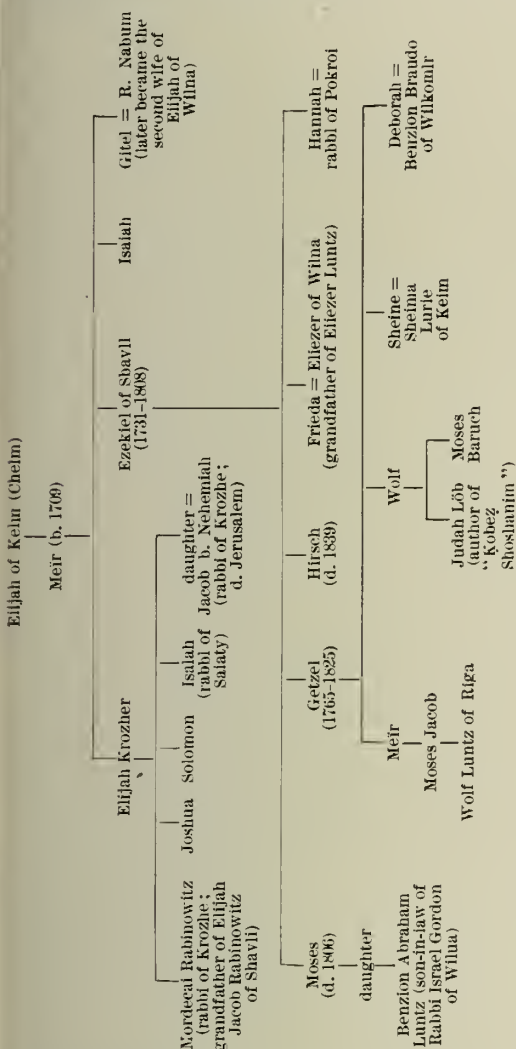 Elijah of Kelm (Chelm)
Meïr (b. 1709)
Elijah Krozher
Ezekiel of Shavli
(1731-1808)
Isaiah
Gitel = R. Nahum
(later became the
second wife of
Elijah of
Wilna)
Mordecai Rabinowitz
(rabbi of Krozhe;
grandfather of Elijah
Jacob Rabinowitz
of Shavli)
Joshua
Solomon
Isaiah
(rabbi of
Salaty)
daughter =
Jacob b. Nehemiah
(rabbi of Krozhe;
d. Jerusalem)
Moses
(d. 1806)
Getzel
(1765-1825)
Hirsch
(d. 1839)
Frieda = Eliezer of Wilna
(grandfather of Eliezer Luntz)
Hannah =
rabbi of Pokroi
daughter
Benzion Abraham
Luntz (son-in-law of
Rabbi Israel Gordon
of Wilna)
Meïr
Moses Jacob
Wolf Luntz of Riga
Wolf
Judah Löb
(author of
"Kobez
Shoshanim")
Moses
Baruch
Sheine =
Sheima
Lurie
of Kelm
Deborah =
Benzion Braudo
of Wilkomir